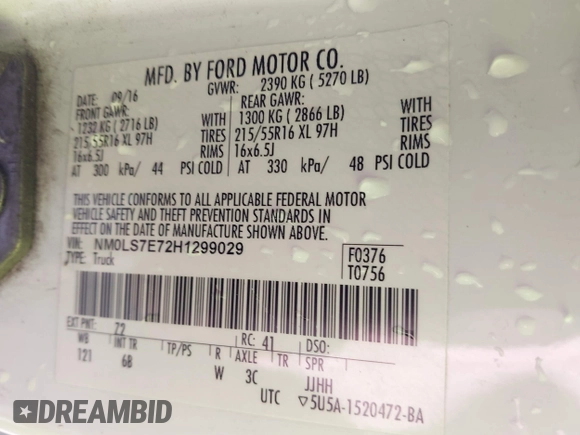 MFD. BY FORD MOTOR CO.
DATE: 09/16 GVWR: 2390 KG ( 5270 LB)
FRONT GAWR: REAR GAWR:
1232 KG ( 2716 LB) WITH 1300 KG ( 2866 LB) WITH
215/55R16 XL 97H TIRES 215/55R16 XL 97H TIRES
16x6.5J RIMS 16x6.5J RIMS
AT 300 kPa/ 44 PSI COLD AT 330 kPa/ 48 PSI COLD
THIS VEHICLE CONFORMS TO ALL APPLICABLE FEDERAL MOTOR
VEHICLE SAFETY AND THEFT PREVENTION STANDARDS IN
EFFECT ON THE DATE OF MANUFACTURE SHOWN ABOVE.
VIN: NM0LS7E72H1299029 F0376
TYPE: Truck T0756
EXT PNT: Z2 RC: 41 DSO:
WB INT TR TP/PS R AXLE TR SPR
121 6B W 3C JJHH
UTC ▽5U5A-1520472-BA
DREAMBID